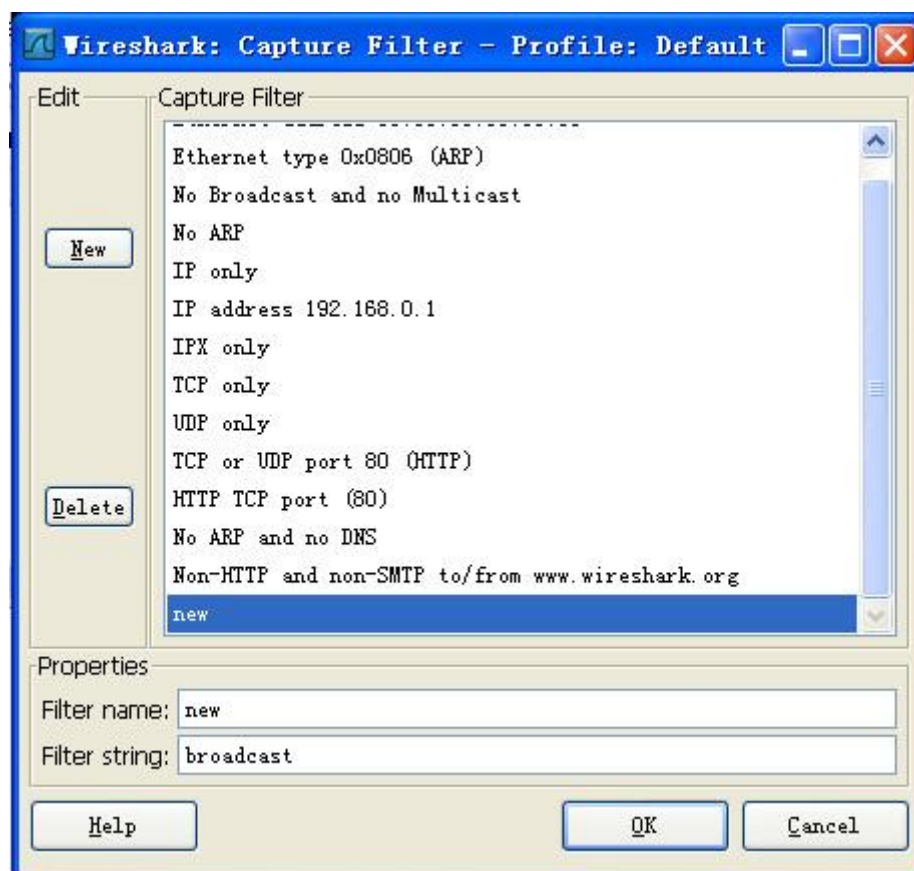 Wireshark: Capture Filter - Profile: Default
Edit
Capture Filter
Ethernet type 0x0806 (ARP)
No Broadcast and no Multicast
New
No ARP
IP only
IP address 192.168.0.1
IPX only
TCP only
UDP only
TCP or UDP port 80 (HTTP)
Delete
HTTP TCP port (80)
No ARP and no DNS
Non-HTTP and non-SMTP to/from www.wireshark.org
new
Properties
Filter name: new
Filter string: broadcast
Help
OK
Cancel